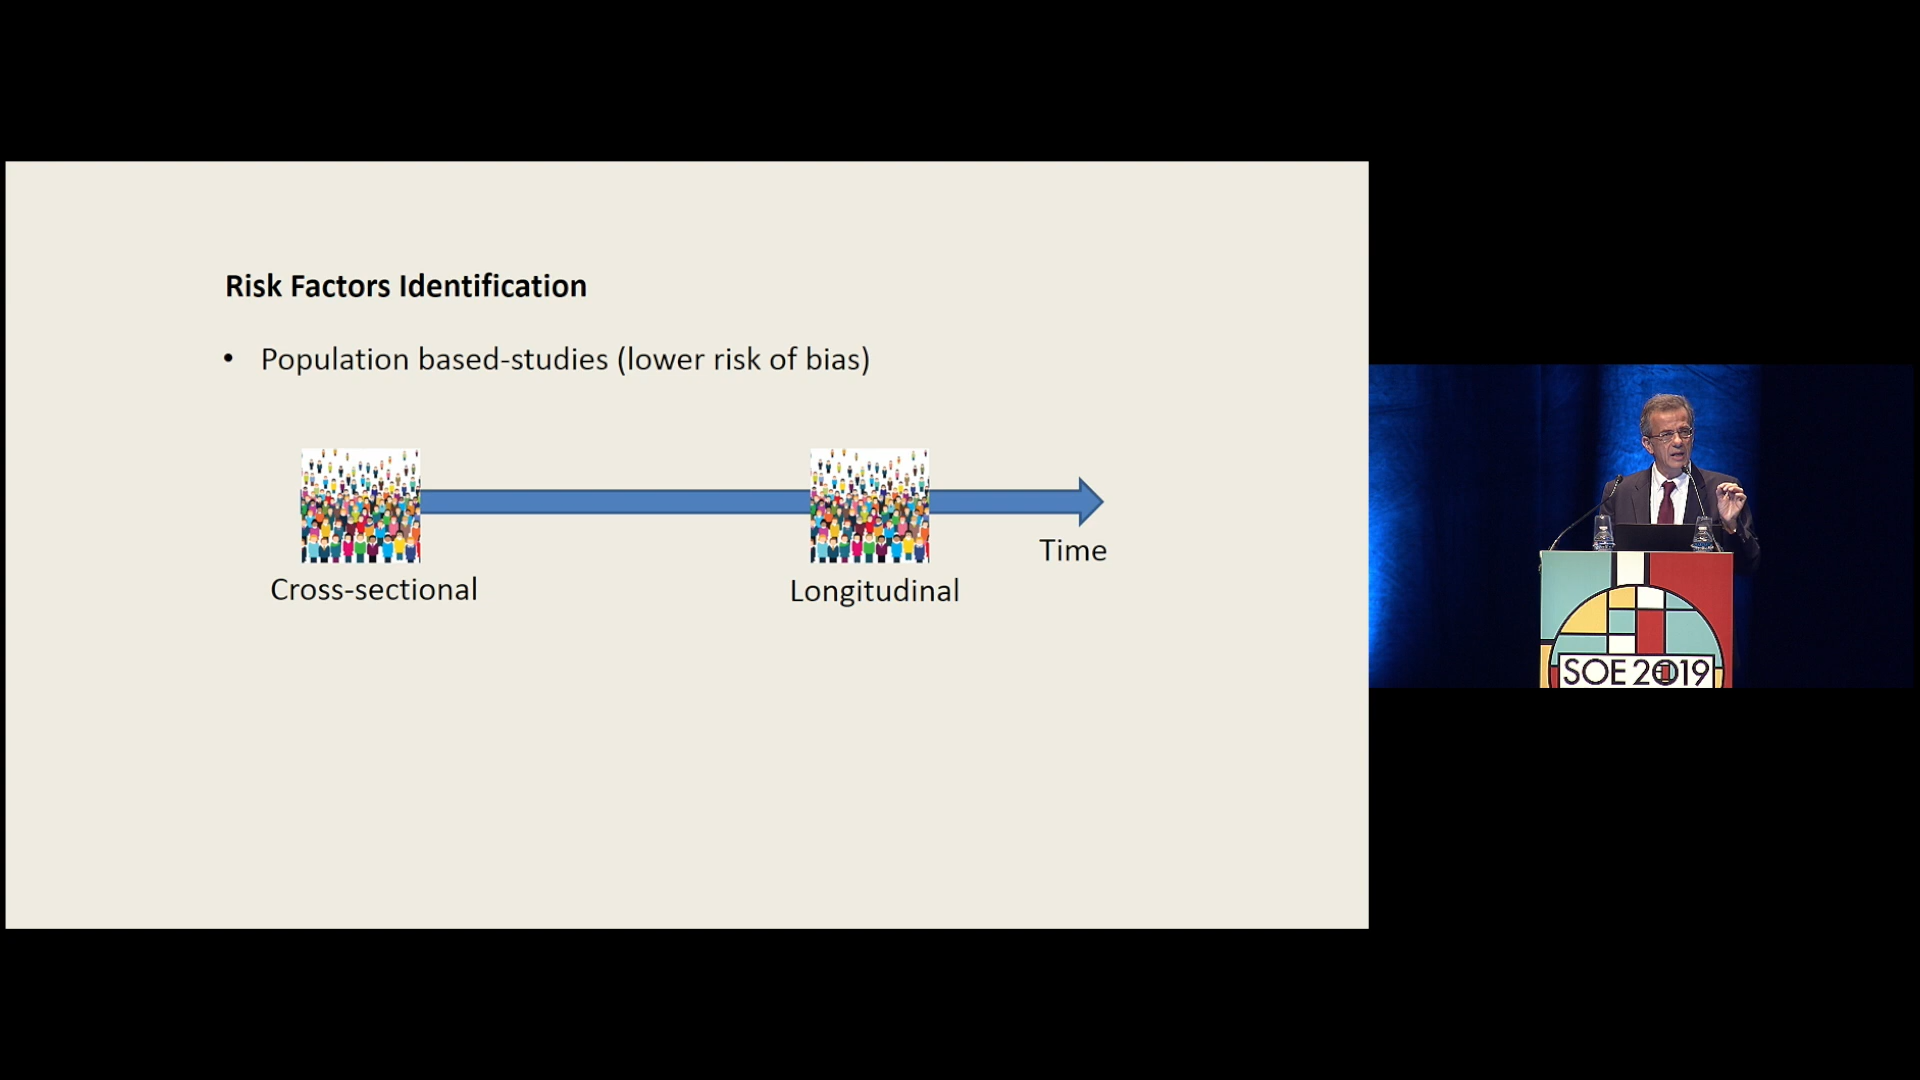 Risk Factors Identification
• Population based-studies (lower risk of bias)
Time
Cross-sectional
Longitudinal
SOE 2019